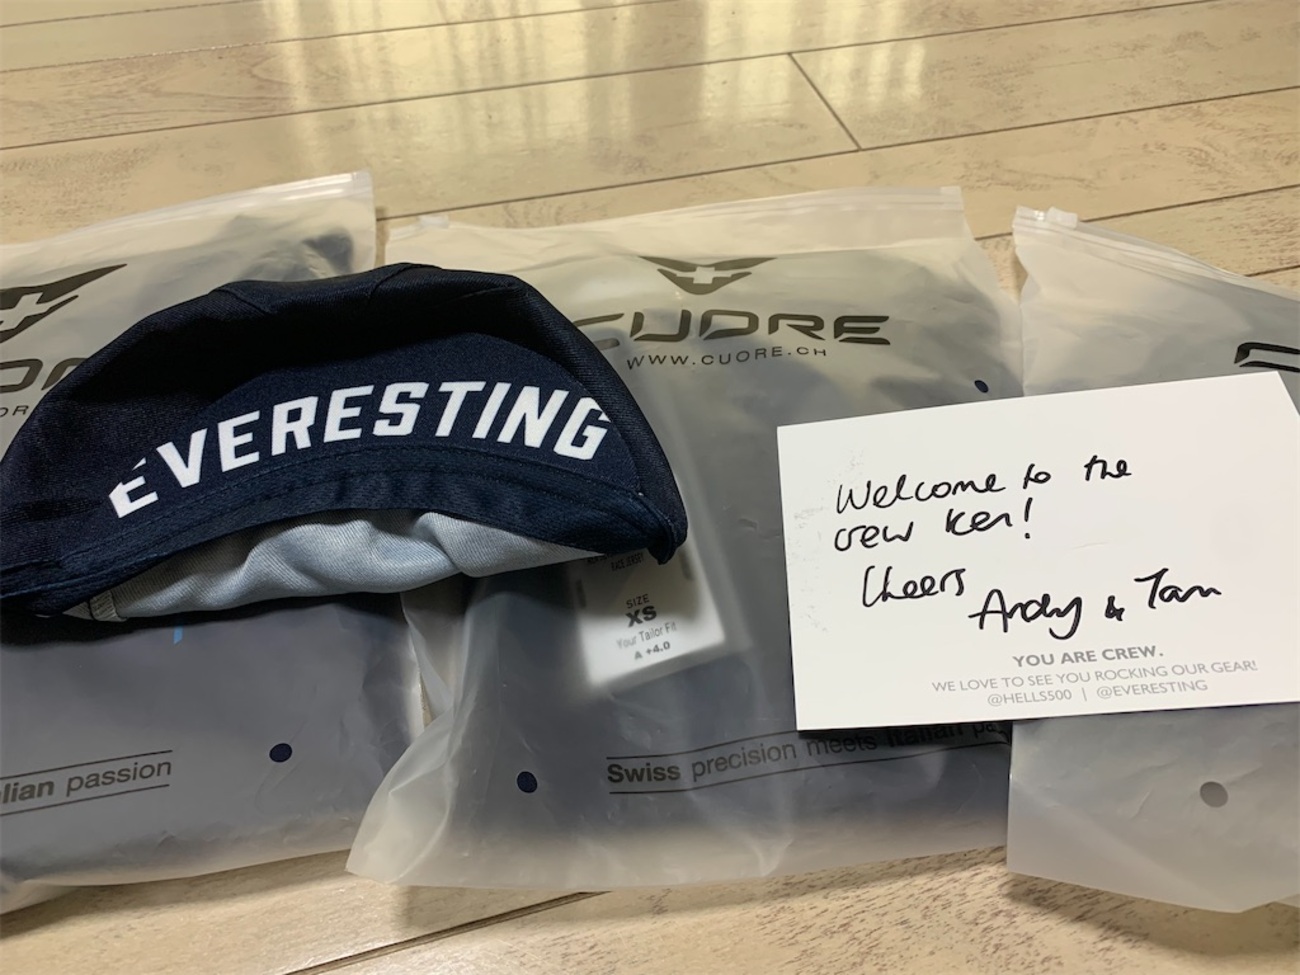 EVERESTING
CUORE
WWW.CUORE.CH
SIZE
XS
Your Tailor Fit
A +4.0
Swiss precision meets Italian
lian passion
Welcome to the
crew Ken!
Cheers
Andy & Tam
YOU ARE CREW.
WE LOVE TO SEE YOU ROCKING OUR GEAR!
@HELLS500 | @EVERESTING